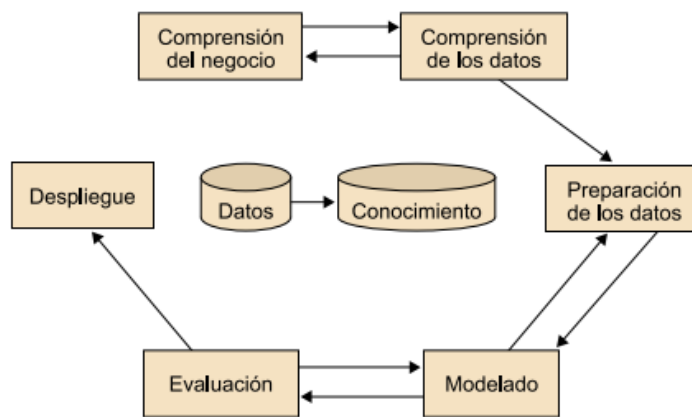 Comprensión
del negocio
Comprensión
de los datos
Despliegue
Datos
Conocimiento
Preparación
de los datos
Evaluación
Modelado